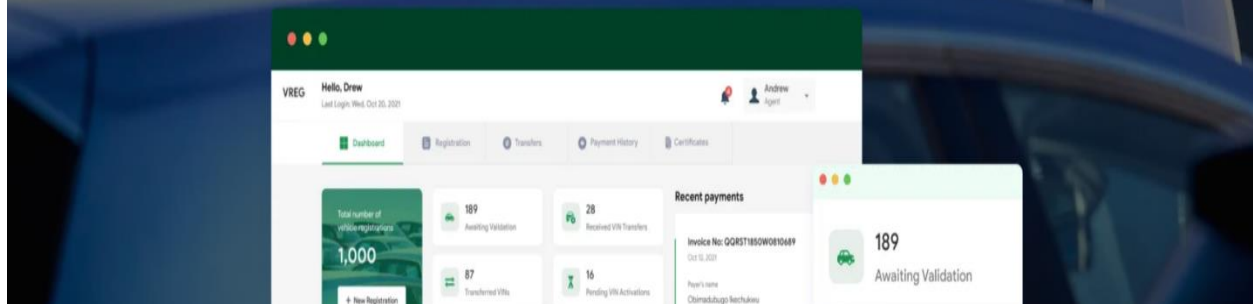 VREG
Hello, Drew
Last Login: Wed, Oct 20, 2021
Andrew
Agent
Dashboard
Registration
Transfers
Payment History
Certificates
Total number of
vehicle registrations
1,000
+ New Registration
189
Awaiting Validation
28
Received VIN Transfers
87
Transferred VINs
16
Pending VIN Activations
Recent payments
Invoice No: QQRST1850W0810689
Oct 13, 2021
Payer's name
Obimadubugo Ikechukwu
189
Awaiting Validation